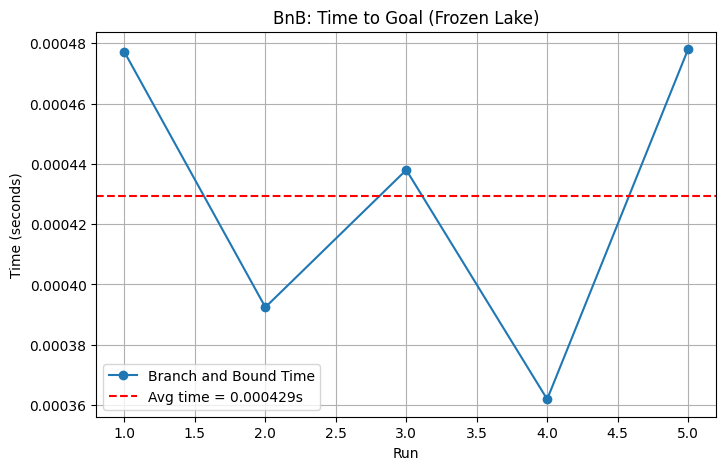 BnB: Time to Goal (Frozen Lake)
Time (seconds)
0.00048
0.00046
0.00044
0.00042
0.00040
0.00038
0.00036
Branch and Bound Time
Avg time = 0.000429s
1.0 1.5 2.0 2.5 3.0 3.5 4.0 4.5 5.0
Run